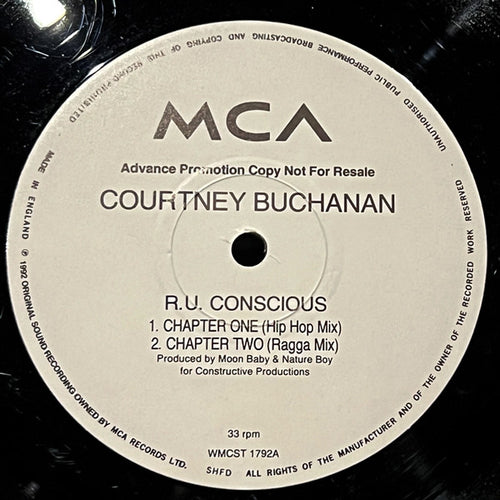 MCA
Advance Promotion Copy Not For Resale
COURTNEY BUCHANAN
R.U. CONSCIOUS
1. CHAPTER ONE (Hip Hop Mix)
2. CHAPTER TWO (Ragga Mix)
Produced by Moon Baby & Nature Boy
for Constructive Productions
33 rpm
WMCST 1792A
SHFD
MADE IN ENGLAND ℗ 1992 ORIGINAL SOUND RECORDING OWNED BY MCA RECORDS LTD.
ALL RIGHTS OF THE MANUFACTURER AND OF THE OWNER OF THE RECORDED WORK RESERVED
UNAUTHORISED PUBLIC PERFORMANCE BROADCASTING AND COPYING OF THIS RECORD PROHIBITED